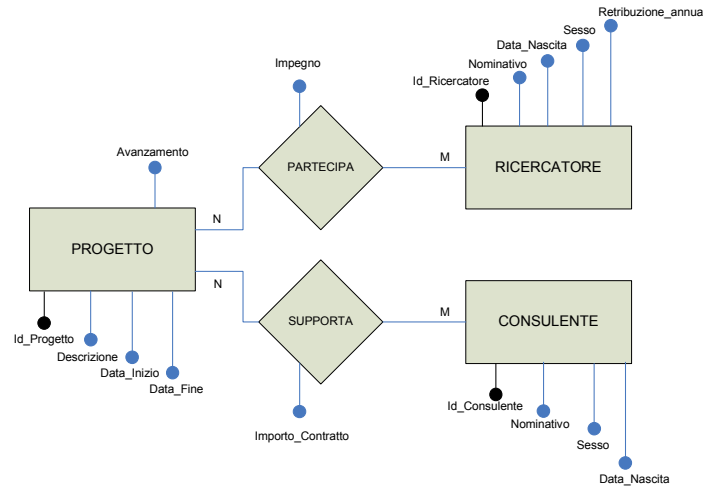 Retribuzione_annua
Sesso
Data_Nascita
Nominativo
Id_Ricercatore
Impegno
Avanzamento
PARTECIPA
M
RICERCATORE
N
PROGETTO
N
SUPPORTA
M
CONSULENTE
Id_Progetto
Descrizione
Data_Inizio
Data_Fine
Importo_Contratto
Id_Consulente
Nominativo
Sesso
Data_Nascita